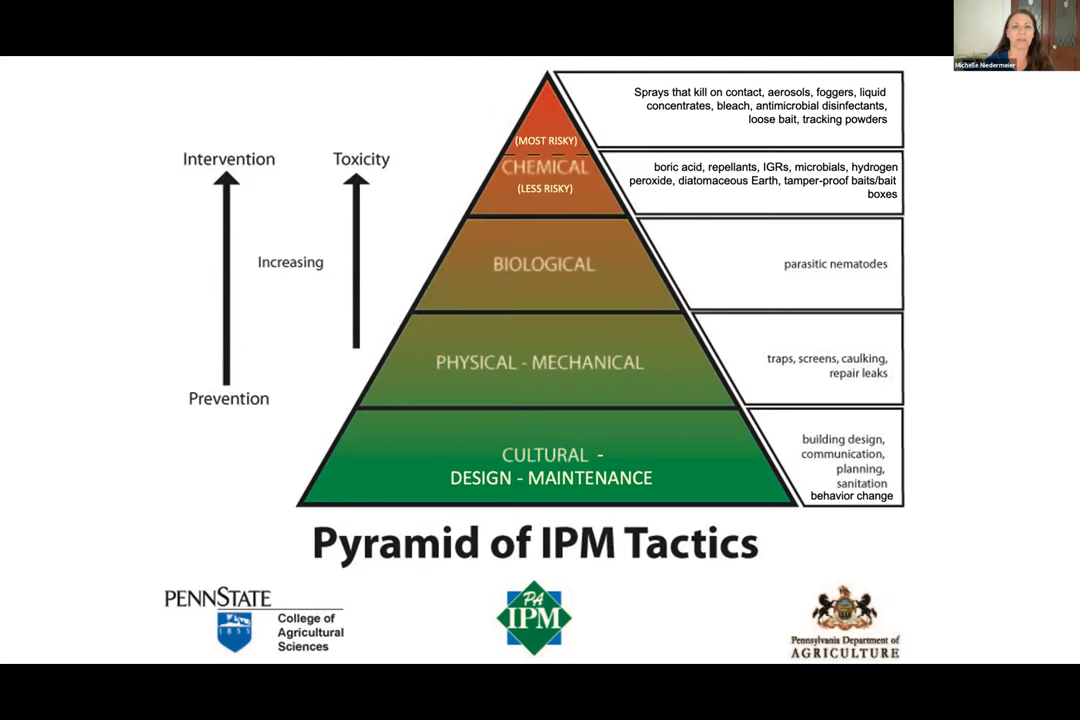 Michelle Niedermeier
Sprays that kill on contact, aerosols, foggers, liquid
concentrates, bleach, antimicrobial disinfectants,
loose bait, tracking powders
(MOST RISKY)
CHEMICAL
(LESS RISKY)
boric acid, repellants, IGRs, microbials, hydrogen
peroxide, diatomaceous Earth, tamper-proof baits/bait
boxes
Intervention
Toxicity
Increasing
Prevention
BIOLOGICAL
parasitic nematodes
PHYSICAL - MECHANICAL
traps, screens, caulking,
repair leaks
CULTURAL -
DESIGN - MAINTENANCE
building design,
communication,
planning,
sanitation
behavior change
Pyramid of IPM Tactics
PENNSTATE
1855
College of
Agricultural
Sciences
PA
IPM
Pennsylvania Department of
AGRICULTURE